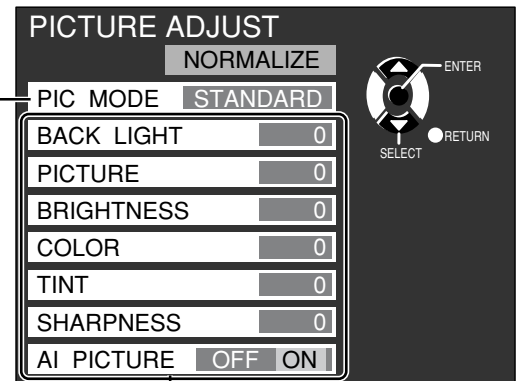 PICTURE ADJUST
NORMALIZE
PIC MODE STANDARD
BACK LIGHT 0
PICTURE 0
BRIGHTNESS 0
COLOR 0
TINT 0
SHARPNESS 0
AI PICTURE OFF ON
ENTER
RETURN
SELECT